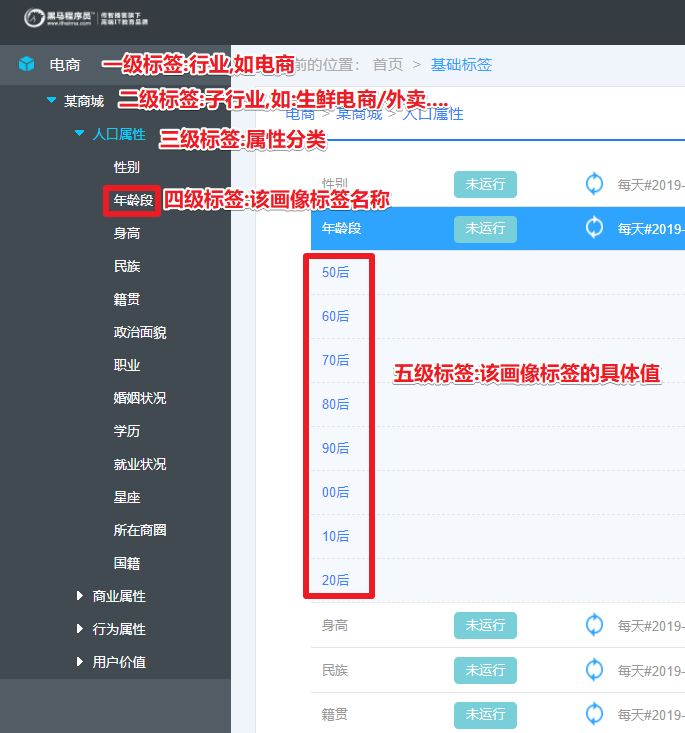 黑马程序员
www.itheima.com
传智播客旗下
高端IT教育品牌
电商
一级标签:行业,如电商
前的位置: 首页 > 基础标签
某商城
二级标签:子行业,如:生鲜电商/外卖....
电商 > 某商城 > 人口属性
人口属性
三级标签:属性分类
性别
年龄段
四级标签:该画像标签名称
身高
民族
籍贯
政治面貌
职业
婚姻状况
学历
就业状况
星座
所在商圈
国籍
商业属性
行为属性
用户价值
性别 未运行 每天#2019-
年龄段 未运行 每天#2019-
50后
60后
70后
80后
90后
00后
10后
20后
五级标签:该画像标签的具体值
身高 未运行 每天#2019-
民族 未运行 每天#2019-
籍贯 未运行 每天#2019-